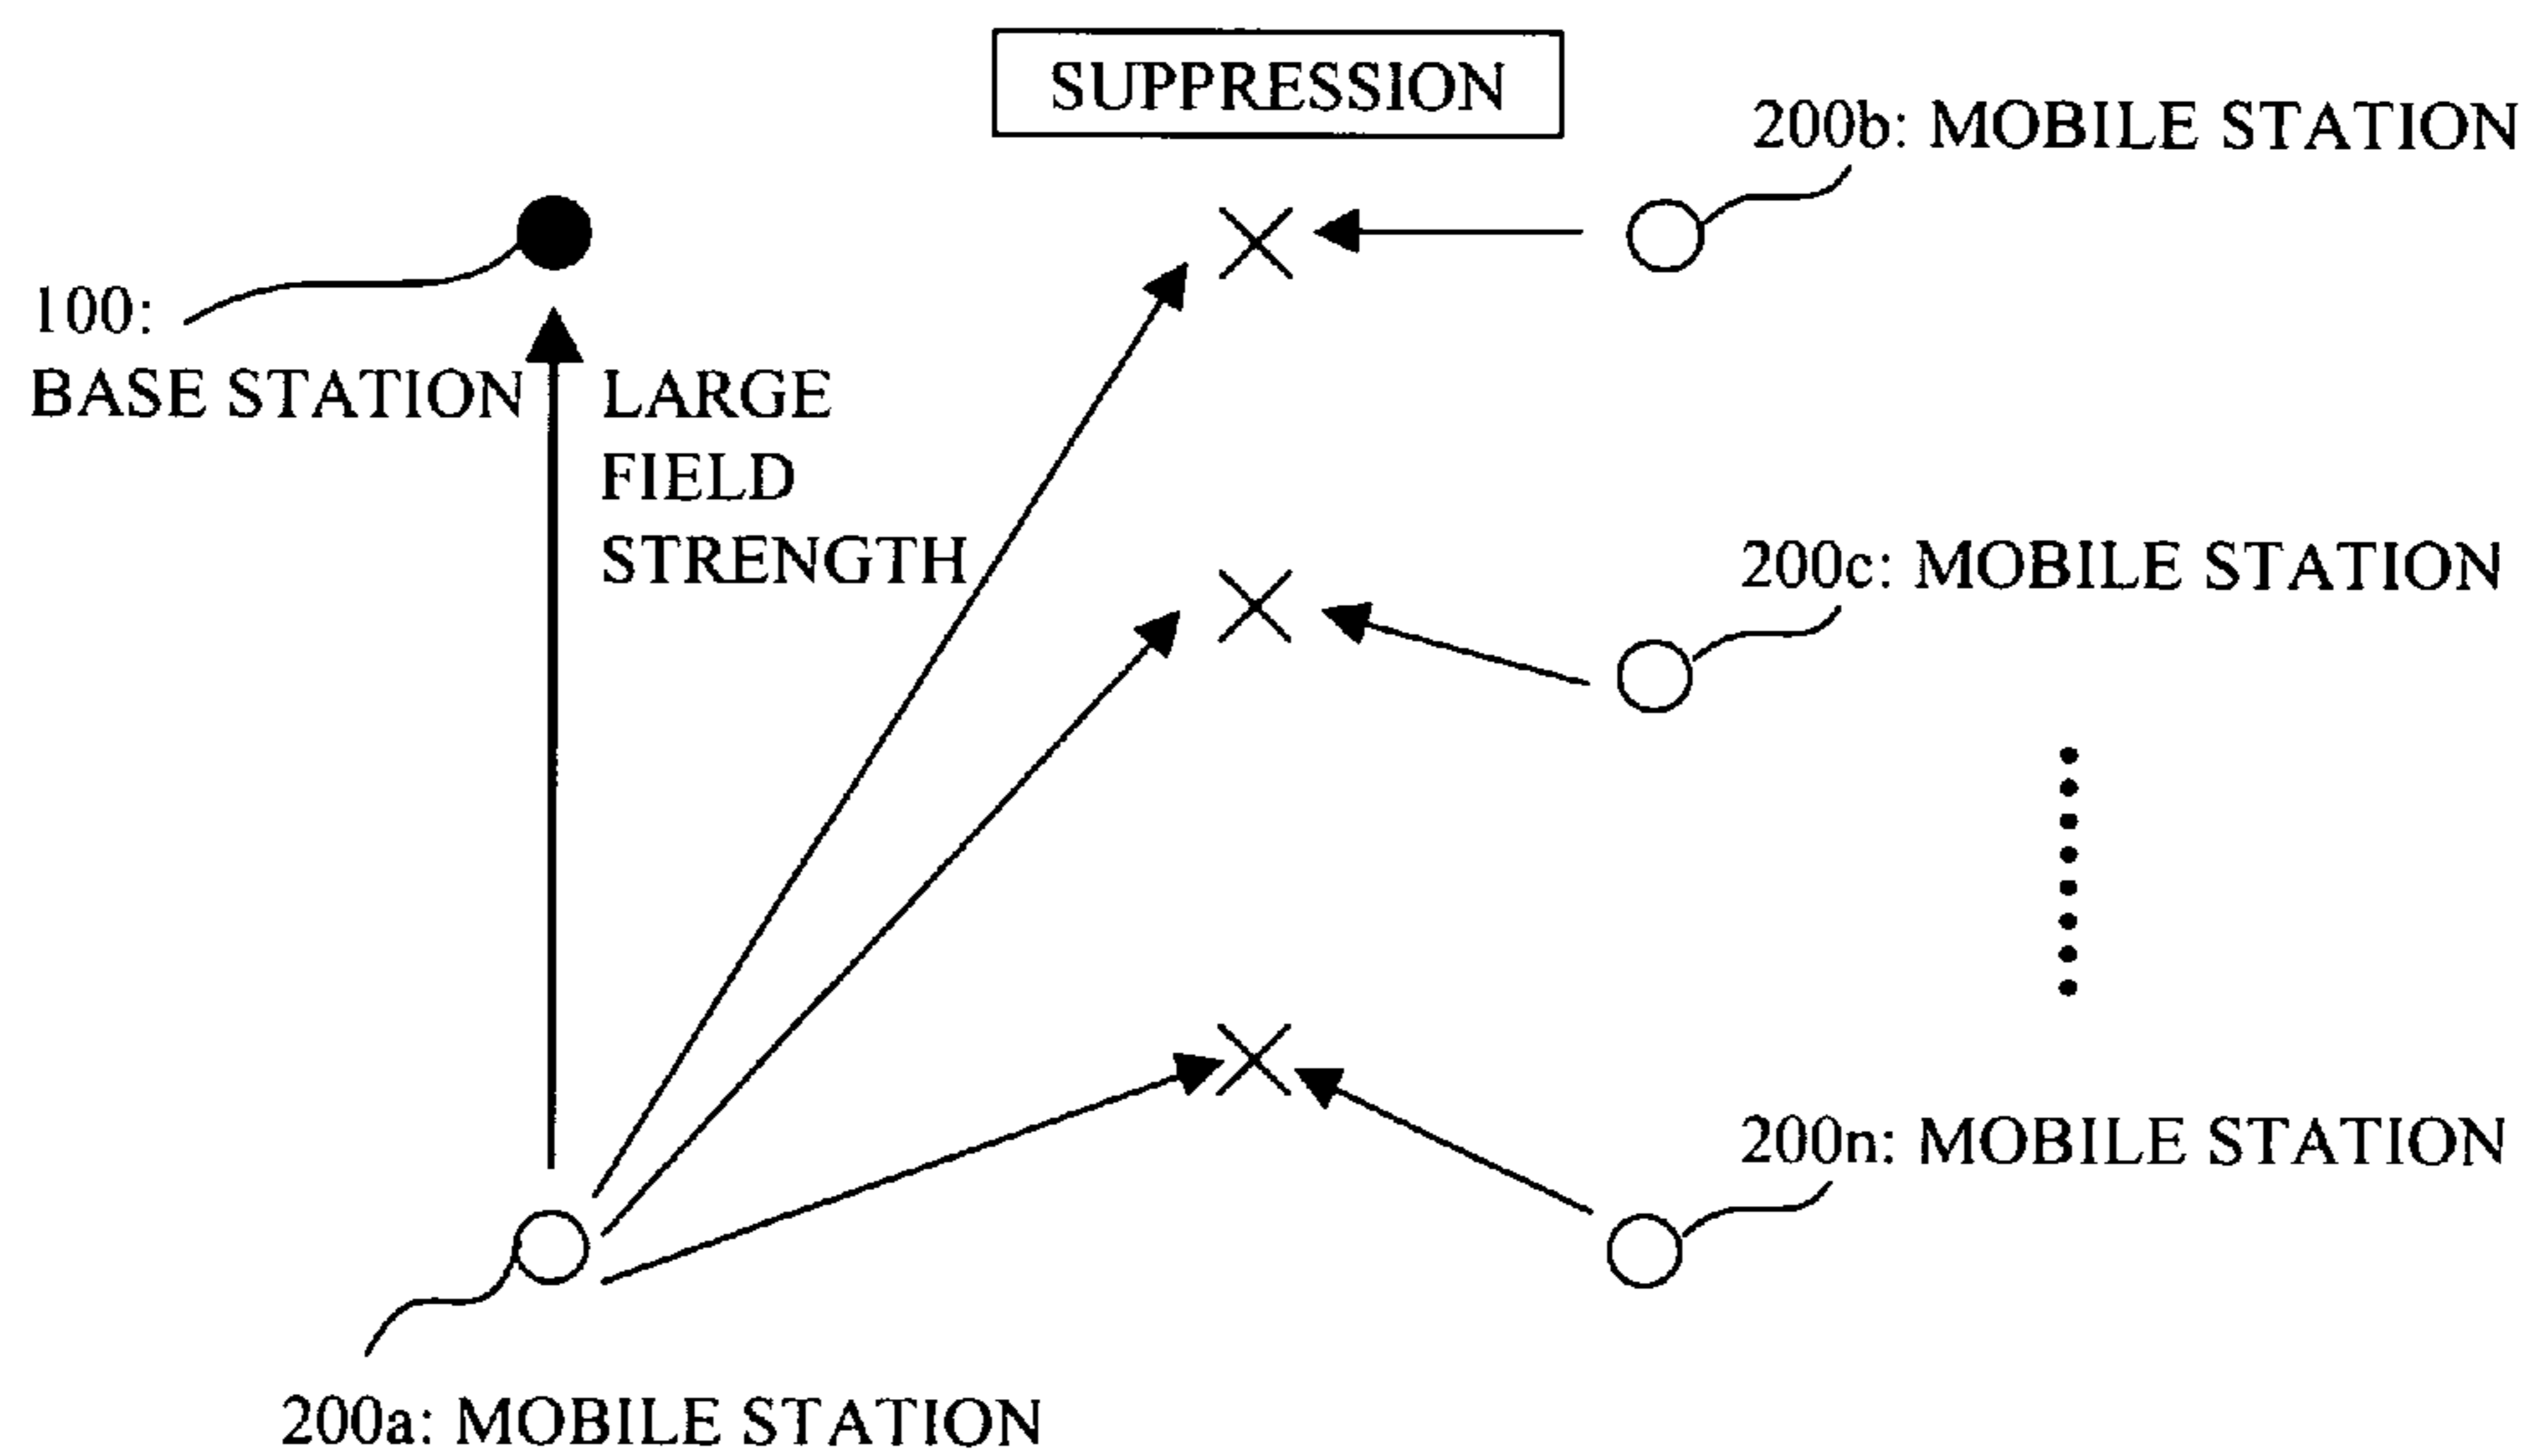 SUPPRESSION
200b: MOBILE STATION
100:
BASE STATION
LARGE
FIELD
STRENGTH
200c: MOBILE STATION
200n: MOBILE STATION
200a: MOBILE STATION